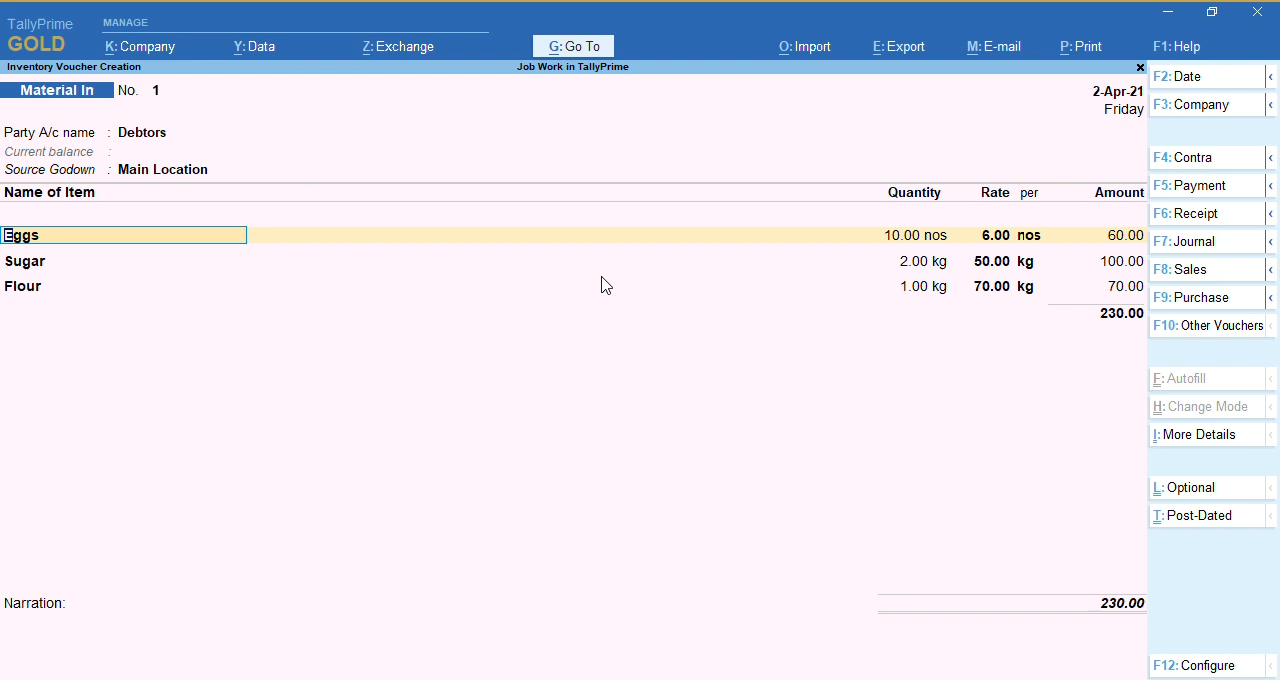 TallyPrime
GOLD
MANAGE
K: Company Y: Data Z: Exchange G: Go To O: Import E: Export M: E-mail P: Print F1: Help
Inventory Voucher Creation Job Work in TallyPrime
Material In No. 1 2-Apr-21
Friday
Party A/c name : Debtors
Current balance :
Source Godown : Main Location
Name of Item Quantity Rate per Amount
Eggs 10.00 nos 6.00 nos 60.00
Sugar 2.00 kg 50.00 kg 100.00
Flour 1.00 kg 70.00 kg 70.00
230.00
Narration: 230.00
F2: Date
F3: Company
F4: Contra
F5: Payment
F6: Receipt
F7: Journal
F8: Sales
F9: Purchase
F10: Other Vouchers
F: Autofill
H: Change Mode
I: More Details
L: Optional
T: Post-Dated
F12: Configure